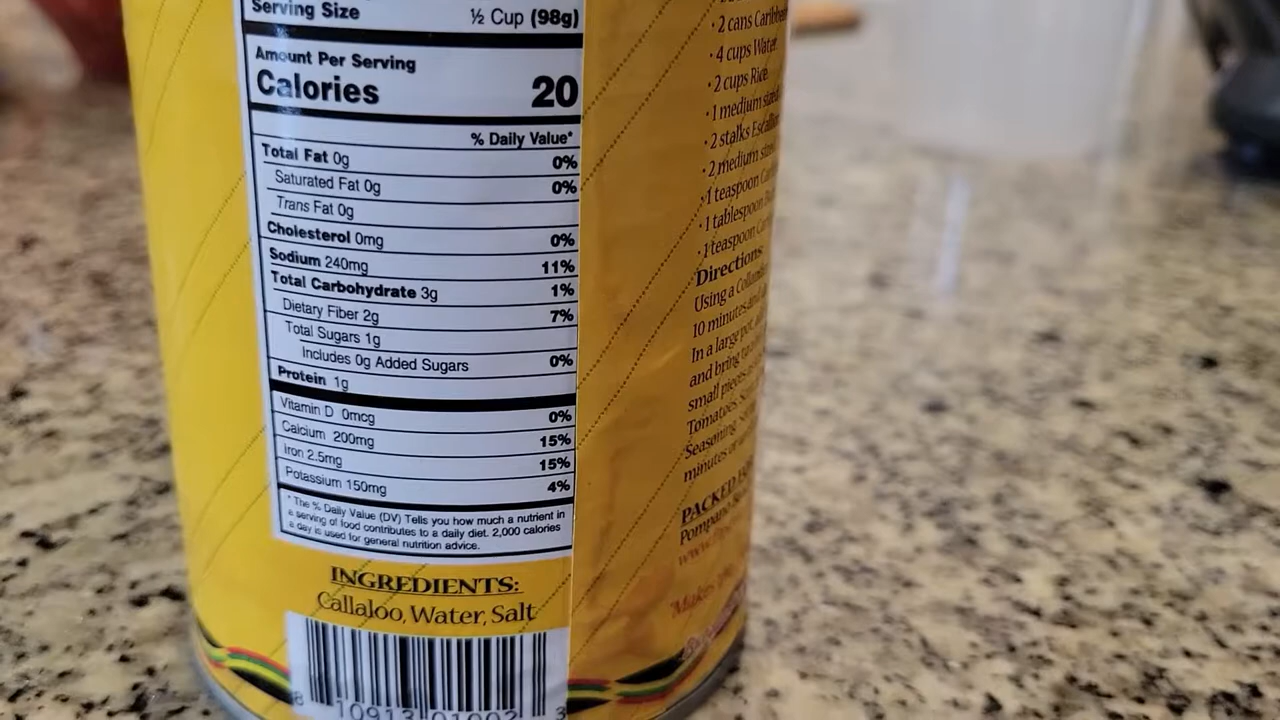 Serving Size ½ Cup (98g)
Amount Per Serving
Calories 20
% Daily Value*
Total Fat 0g 0%
Saturated Fat 0g 0%
Trans Fat 0g
Cholesterol 0mg 0%
Sodium 240mg 11%
Total Carbohydrate 3g 1%
Dietary Fiber 2g 7%
Total Sugars 1g
Includes 0g Added Sugars 0%
Protein 1g
Vitamin D 0mcg 0%
Calcium 200mg 15%
Iron 2.5mg 15%
Potassium 150mg 4%
* The % Daily Value (DV) Tells you how much a nutrient in
a serving of food contributes to a daily diet. 2,000 calories
a day is used for general nutrition advice.
INGREDIENTS:
Callaloo, Water, Salt
8 10913 01002 3
· 2 cans
· 4 cups Water
· 2 cups Rice
· 1 medium
· 2 stalks
· 2 medium
· 1 teaspoon
· 1 tablespoon
· 1 teaspoon
Directions:
Using a
10 minutes
In a large pot,
and bring
small pieces
Tomatoes,
Seasoning,
minutes or
PACKED
Pompano